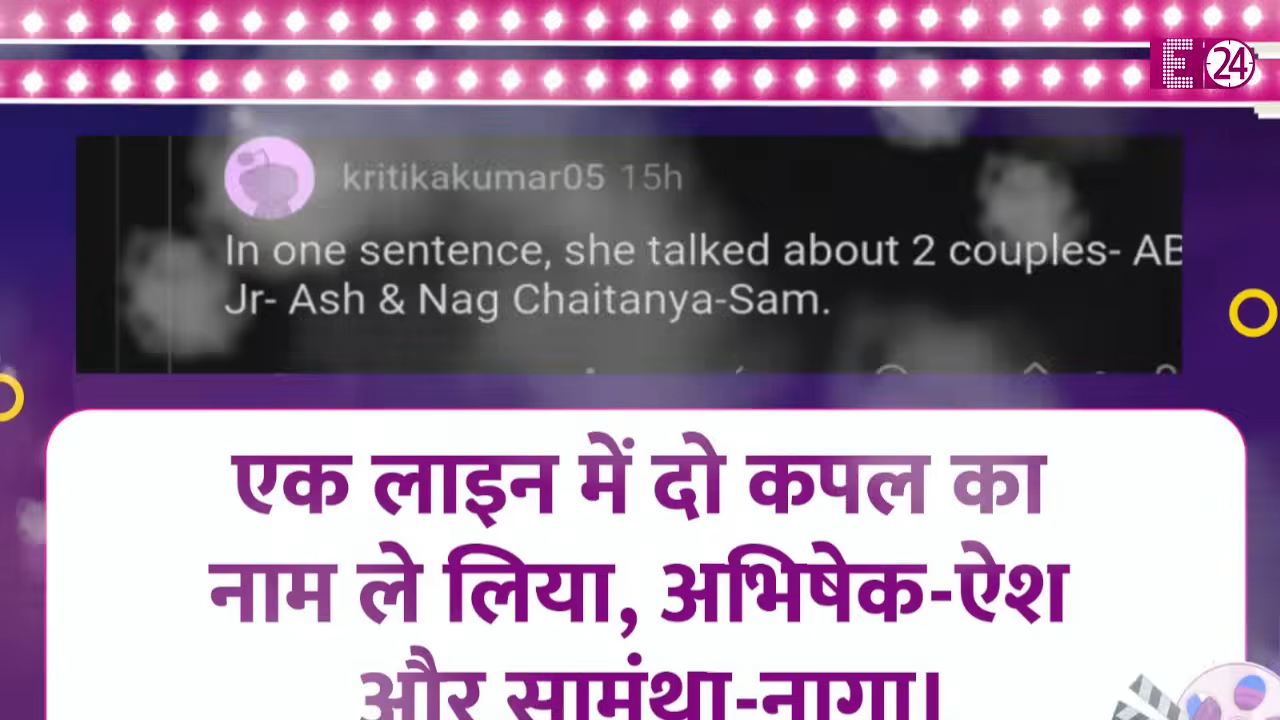 E 24
kritikakumar05 15h
In one sentence, she talked about 2 couples- AB
Jr- Ash & Nag Chaitanya-Sam.
एक लाइन में दो कपल का
नाम ले लिया, अभिषेक-ऐश
और सामंथा-नागा।